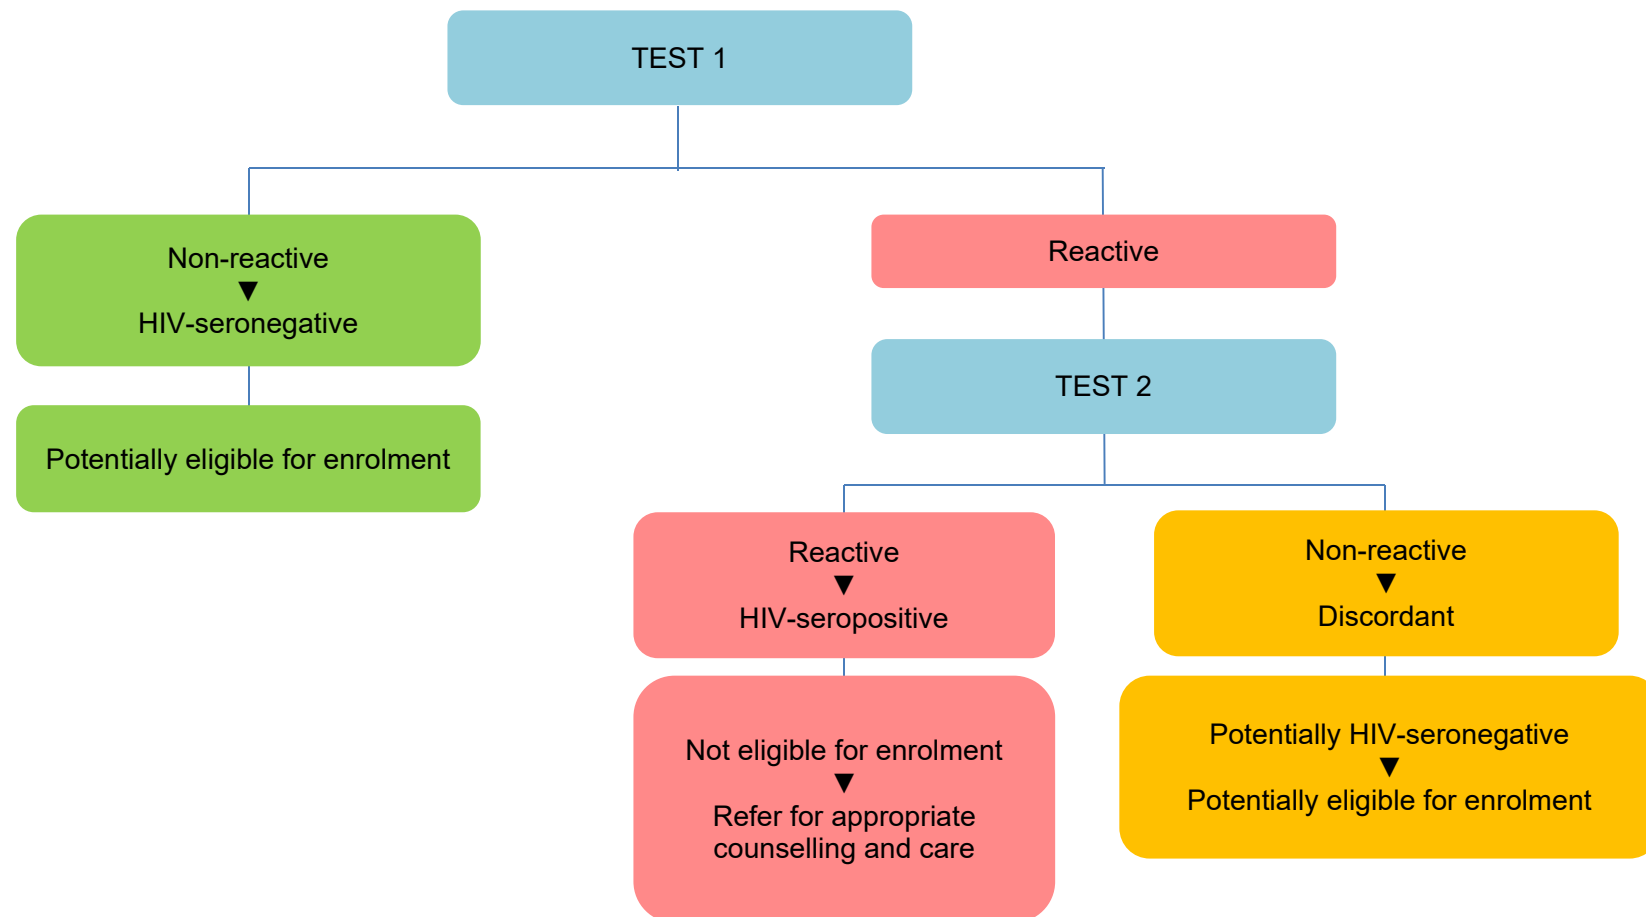 TEST 1
Non-reactive
▼
HIV-seronegative
Potentially eligible for enrolment
Reactive
TEST 2
Reactive
▼
HIV-seropositive
Not eligible for enrolment
▼
Refer for appropriate
counselling and care
Non-reactive
▼
Discordant
Potentially HIV-seronegative
▼
Potentially eligible for enrolment